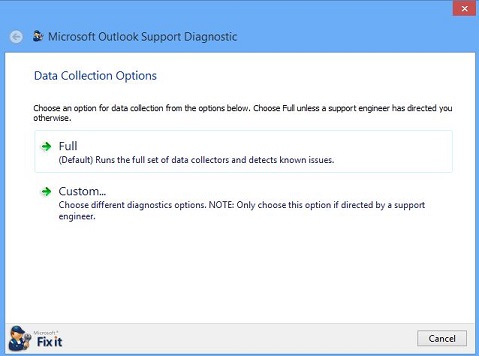 Microsoft Outlook Support Diagnostic
Data Collection Options
Choose an option for data collection from the options below. Choose Full unless a support engineer has directed you
otherwise.
Full
(Default) Runs the full set of data collectors and detects known issues.
Custom...
Choose different diagnostics options. NOTE: Only choose this option if directed by a support
engineer.
Microsoft
Fix it
Cancel